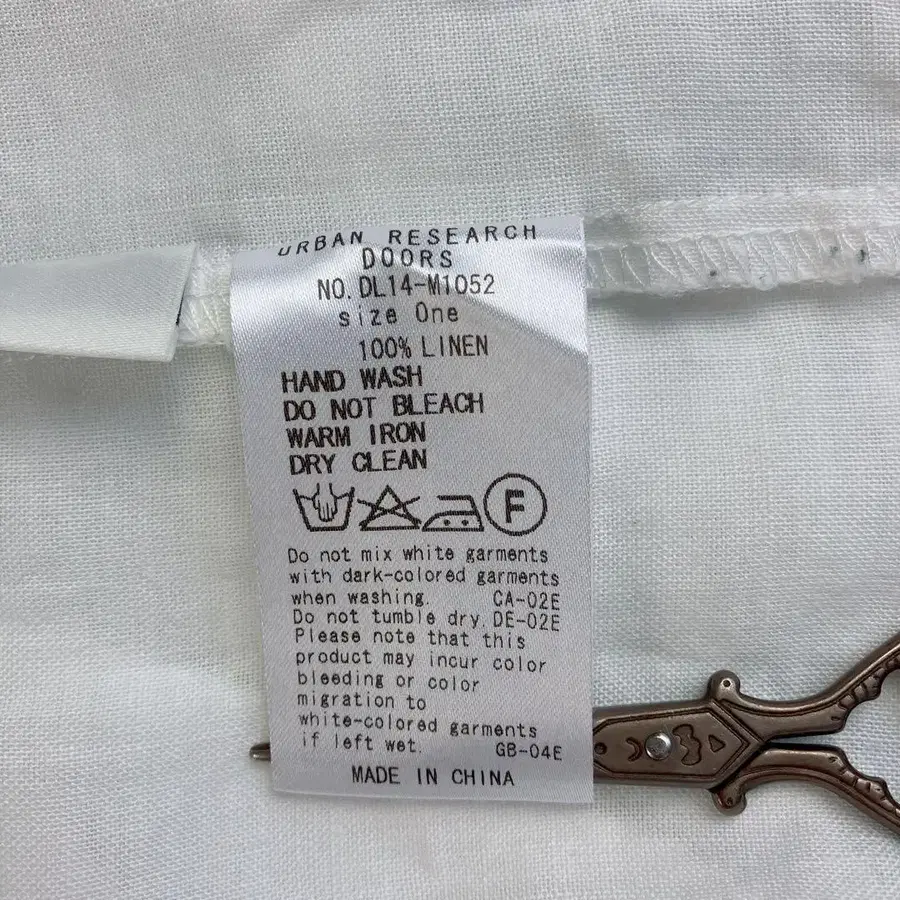 URBAN RESEARCH
DOORS
NO. DL14-M1052
size One
100% LINEN
HAND WASH
DO NOT BLEACH
WARM IRON
DRY CLEAN
F
Do not mix white garments
with dark-colored garments
when washing. CA-02E
Do not tumble dry. DE-02E
Please note that this
product may incur color
bleeding or color
migration to
white-colored garments
if left wet. GB-04E
MADE IN CHINA